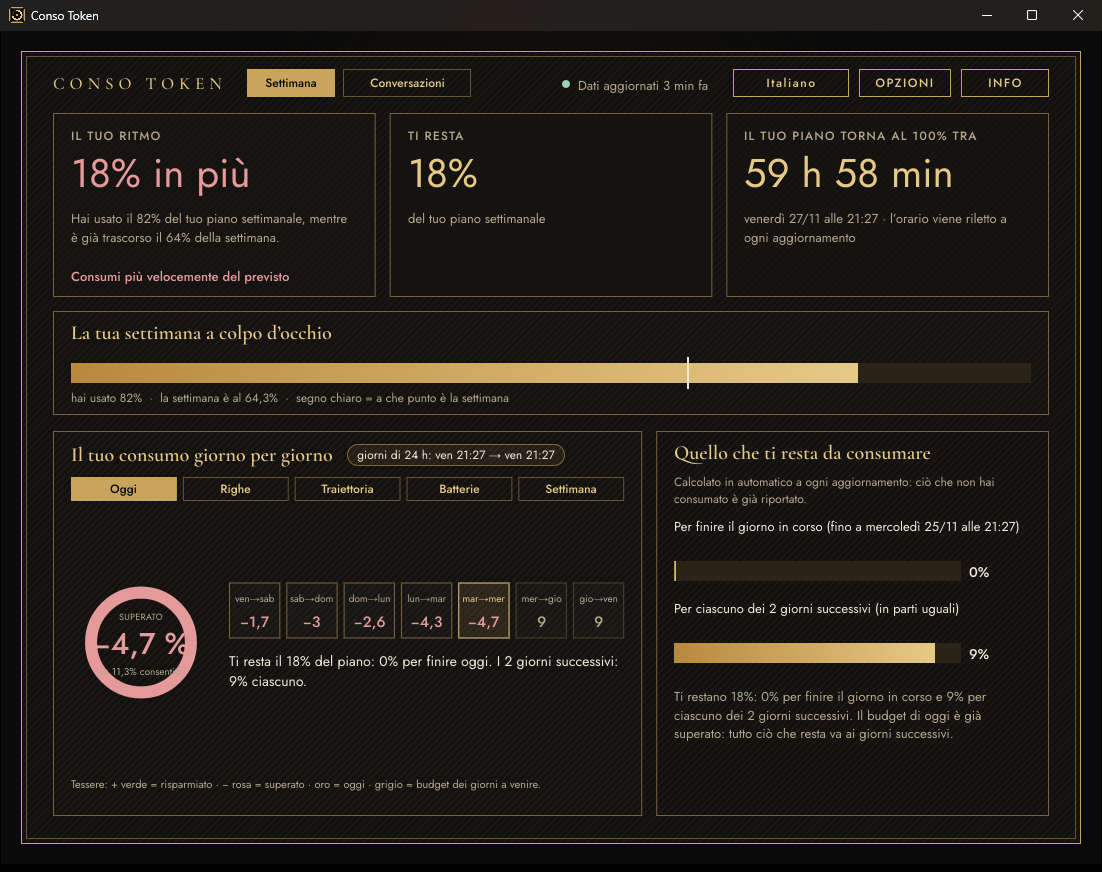 Conso Token
CONSO TOKEN
Settimana
Conversazioni
Dati aggiornati 3 min fa
Italiano
OPZIONI
INFO
IL TUO RITMO
18% in più
Hai usato il 82% del tuo piano settimanale, mentre
è già trascorso il 64% della settimana.
Consumi più velocemente del previsto
TI RESTA
18%
del tuo piano settimanale
IL TUO PIANO TORNA AL 100% TRA
59 h 58 min
venerdì 27/11 alle 21:27 · l’orario viene riletto a
ogni aggiornamento
La tua settimana a colpo d’occhio
hai usato 82% · la settimana è al 64,3% · segno chiaro = a che punto è la settimana
Il tuo consumo giorno per giorno
giorni di 24 h: ven 21:27 → ven 21:27
Oggi
Righe
Traiettoria
Batterie
Settimana
SUPERATO
−4,7 %
11,3% consenti
ven→sab
−1,7
sab→dom
−3
dom→lun
−2,6
lun→mar
−4,3
mar→mer
−4,7
mer→gio
9
gio→ven
9
Ti resta il 18% del piano: 0% per finire oggi. I 2 giorni successivi:
9% ciascuno.
Tessere: + verde = risparmiato · − rosa = superato · oro = oggi · grigio = budget dei giorni a venire.
Quello che ti resta da consumare
Calcolato in automatico a ogni aggiornamento: ciò che non hai
consumato è già riportato.
Per finire il giorno in corso (fino a mercoledì 25/11 alle 21:27)
0%
Per ciascuno dei 2 giorni successivi (in parti uguali)
9%
Ti restano 18%: 0% per finire il giorno in corso e 9% per
ciascuno dei 2 giorni successivi. Il budget di oggi è già
superato: tutto ciò che resta va ai giorni successivi.